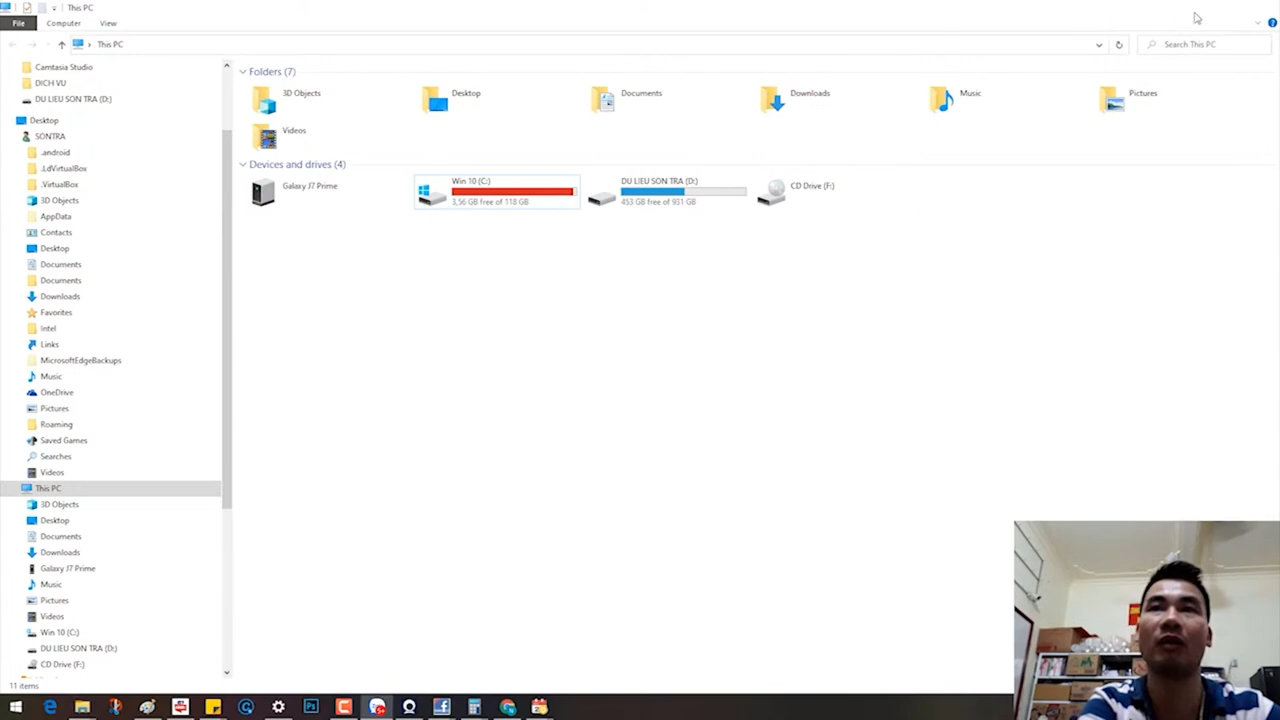 This PC
File
Computer
View
This PC
Search This PC
Camtasia Studio
DICH VU
DU LIEU SON TRA (D:)
Desktop
SONTRA
.android
.LdVirtualBox
.VirtualBox
3D Objects
AppData
Contacts
Desktop
Documents
Documents
Downloads
Favorites
Intel
Links
MicrosoftEdgeBackups
Music
OneDrive
Pictures
Roaming
Saved Games
Searches
Videos
This PC
3D Objects
Desktop
Documents
Downloads
Galaxy J7 Prime
Music
Pictures
Videos
Win 10 (C:)
DU LIEU SON TRA (D:)
CD Drive (F:)
11 items
Folders (7)
3D Objects
Desktop
Documents
Downloads
Music
Pictures
Videos
Devices and drives (4)
Galaxy J7 Prime
Win 10 (C:)
3,56 GB free of 118 GB
DU LIEU SON TRA (D:)
453 GB free of 931 GB
CD Drive (F:)